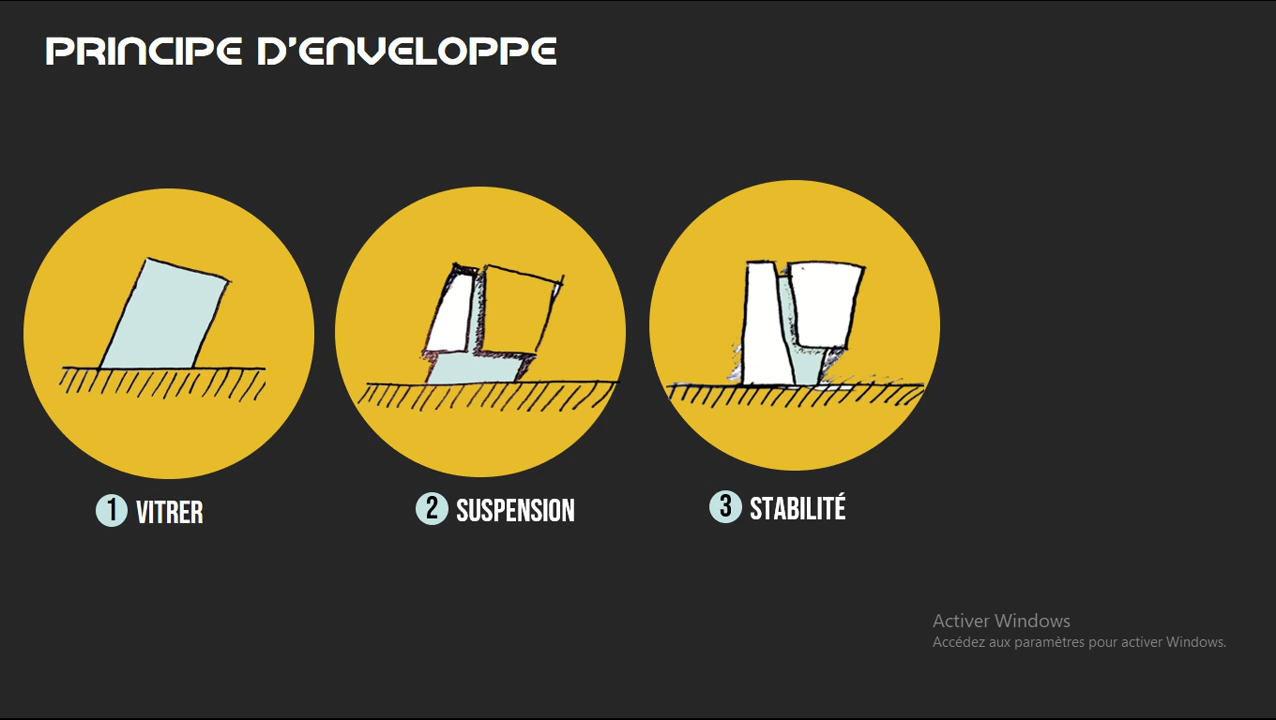 PRINCIPE D'ENVELOPPE
1 VITRER
2 SUSPENSION
3 STABILITÉ
Activer Windows
Accédez aux paramètres pour activer Windows.